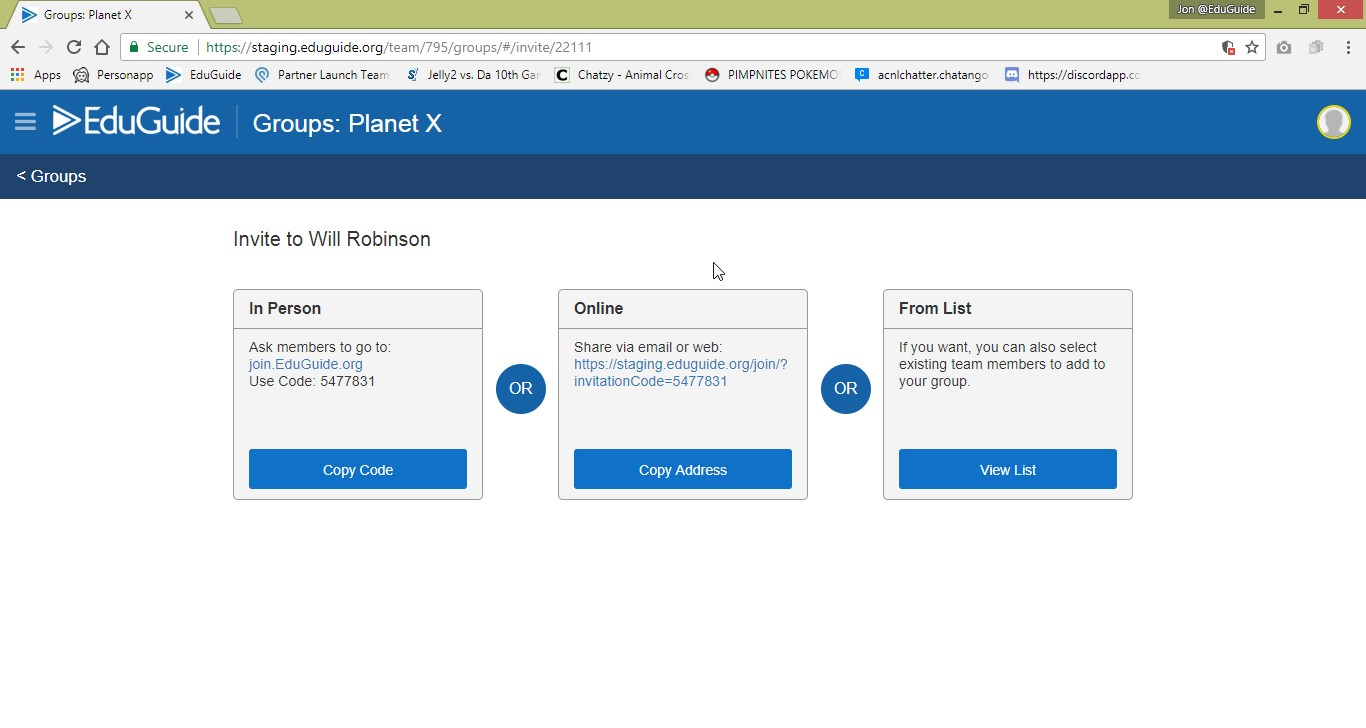 Groups: Planet X
Jon @EduGuide
Secure
https://staging.eduguide.org/team/795/groups/#/invite/22111
Apps
Personapp
EduGuide
Partner Launch Team
Jelly2 vs. Da 10th Gar
Chatzy - Animal Cros
PIMPNITES POKEMO
acnlchatter.chatango.
https://discordapp.co
EduGuide
Groups: Planet X
< Groups
Invite to Will Robinson
In Person
Ask members to go to:
join.EduGuide.org
Use Code: 5477831
Copy Code
OR
Online
Share via email or web:
https://staging.eduguide.org/join/?
invitationCode=5477831
Copy Address
OR
From List
If you want, you can also select
existing team members to add to
your group.
View List